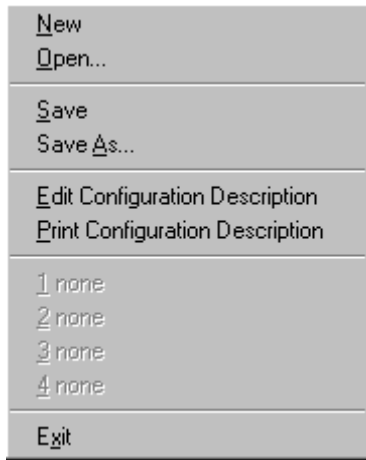 New
Open...
Save
Save As...
Edit Configuration Description
Print Configuration Description
1 none
2 none
3 none
4 none
Exit